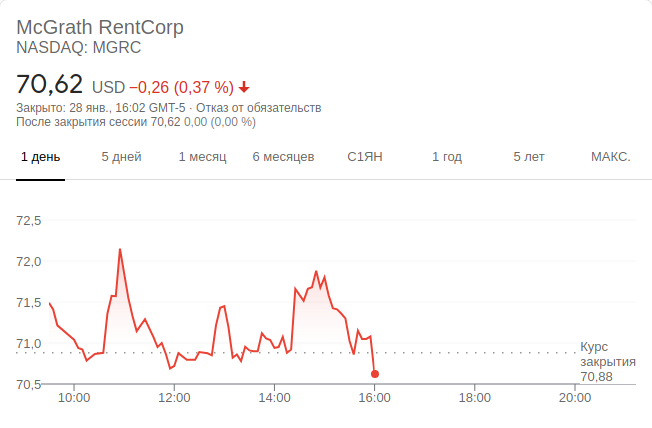 McGrath RentCorp
NASDAQ: MGRC
70,62 USD −0,26 (0,37 %)
Закрыто: 28 янв., 16:02 GMT-5 · Отказ от обязательств
После закрытия сессии 70,62 0,00 (0,00 %)
1 день 5 дней 1 месяц 6 месяцев С1ЯН 1 год 5 лет МАКС.
72,5
72,0
71,5
71,0
Курс
закрытия
70,88
70,5
10:00 12:00 14:00 16:00 18:00 20:00